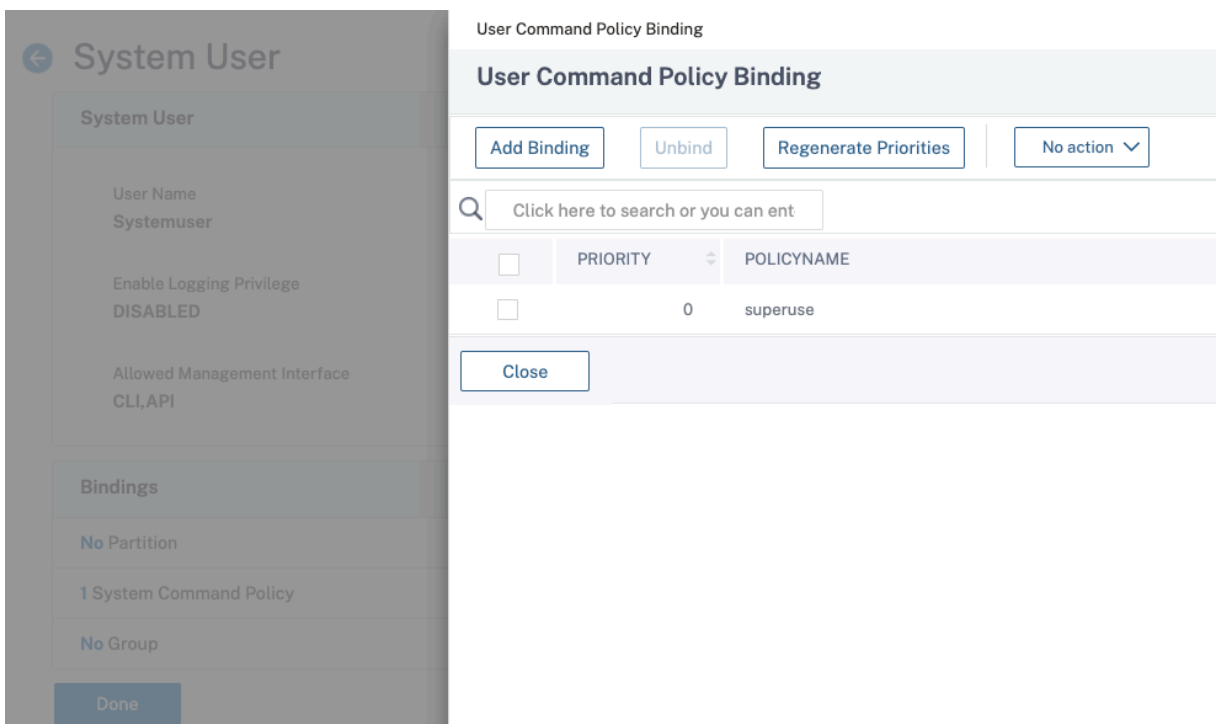 System User
System User
User Name
Systemuser
Enable Logging Privilege
DISABLED
Allowed Management Interface
CLI,API
Bindings
No Partition
1 System Command Policy
No Group
Done
User Command Policy Binding
User Command Policy Binding
Add Binding Unbind Regenerate Priorities No action
Click here to search or you can ent
PRIORITY POLICYNAME
0 superuse
Close